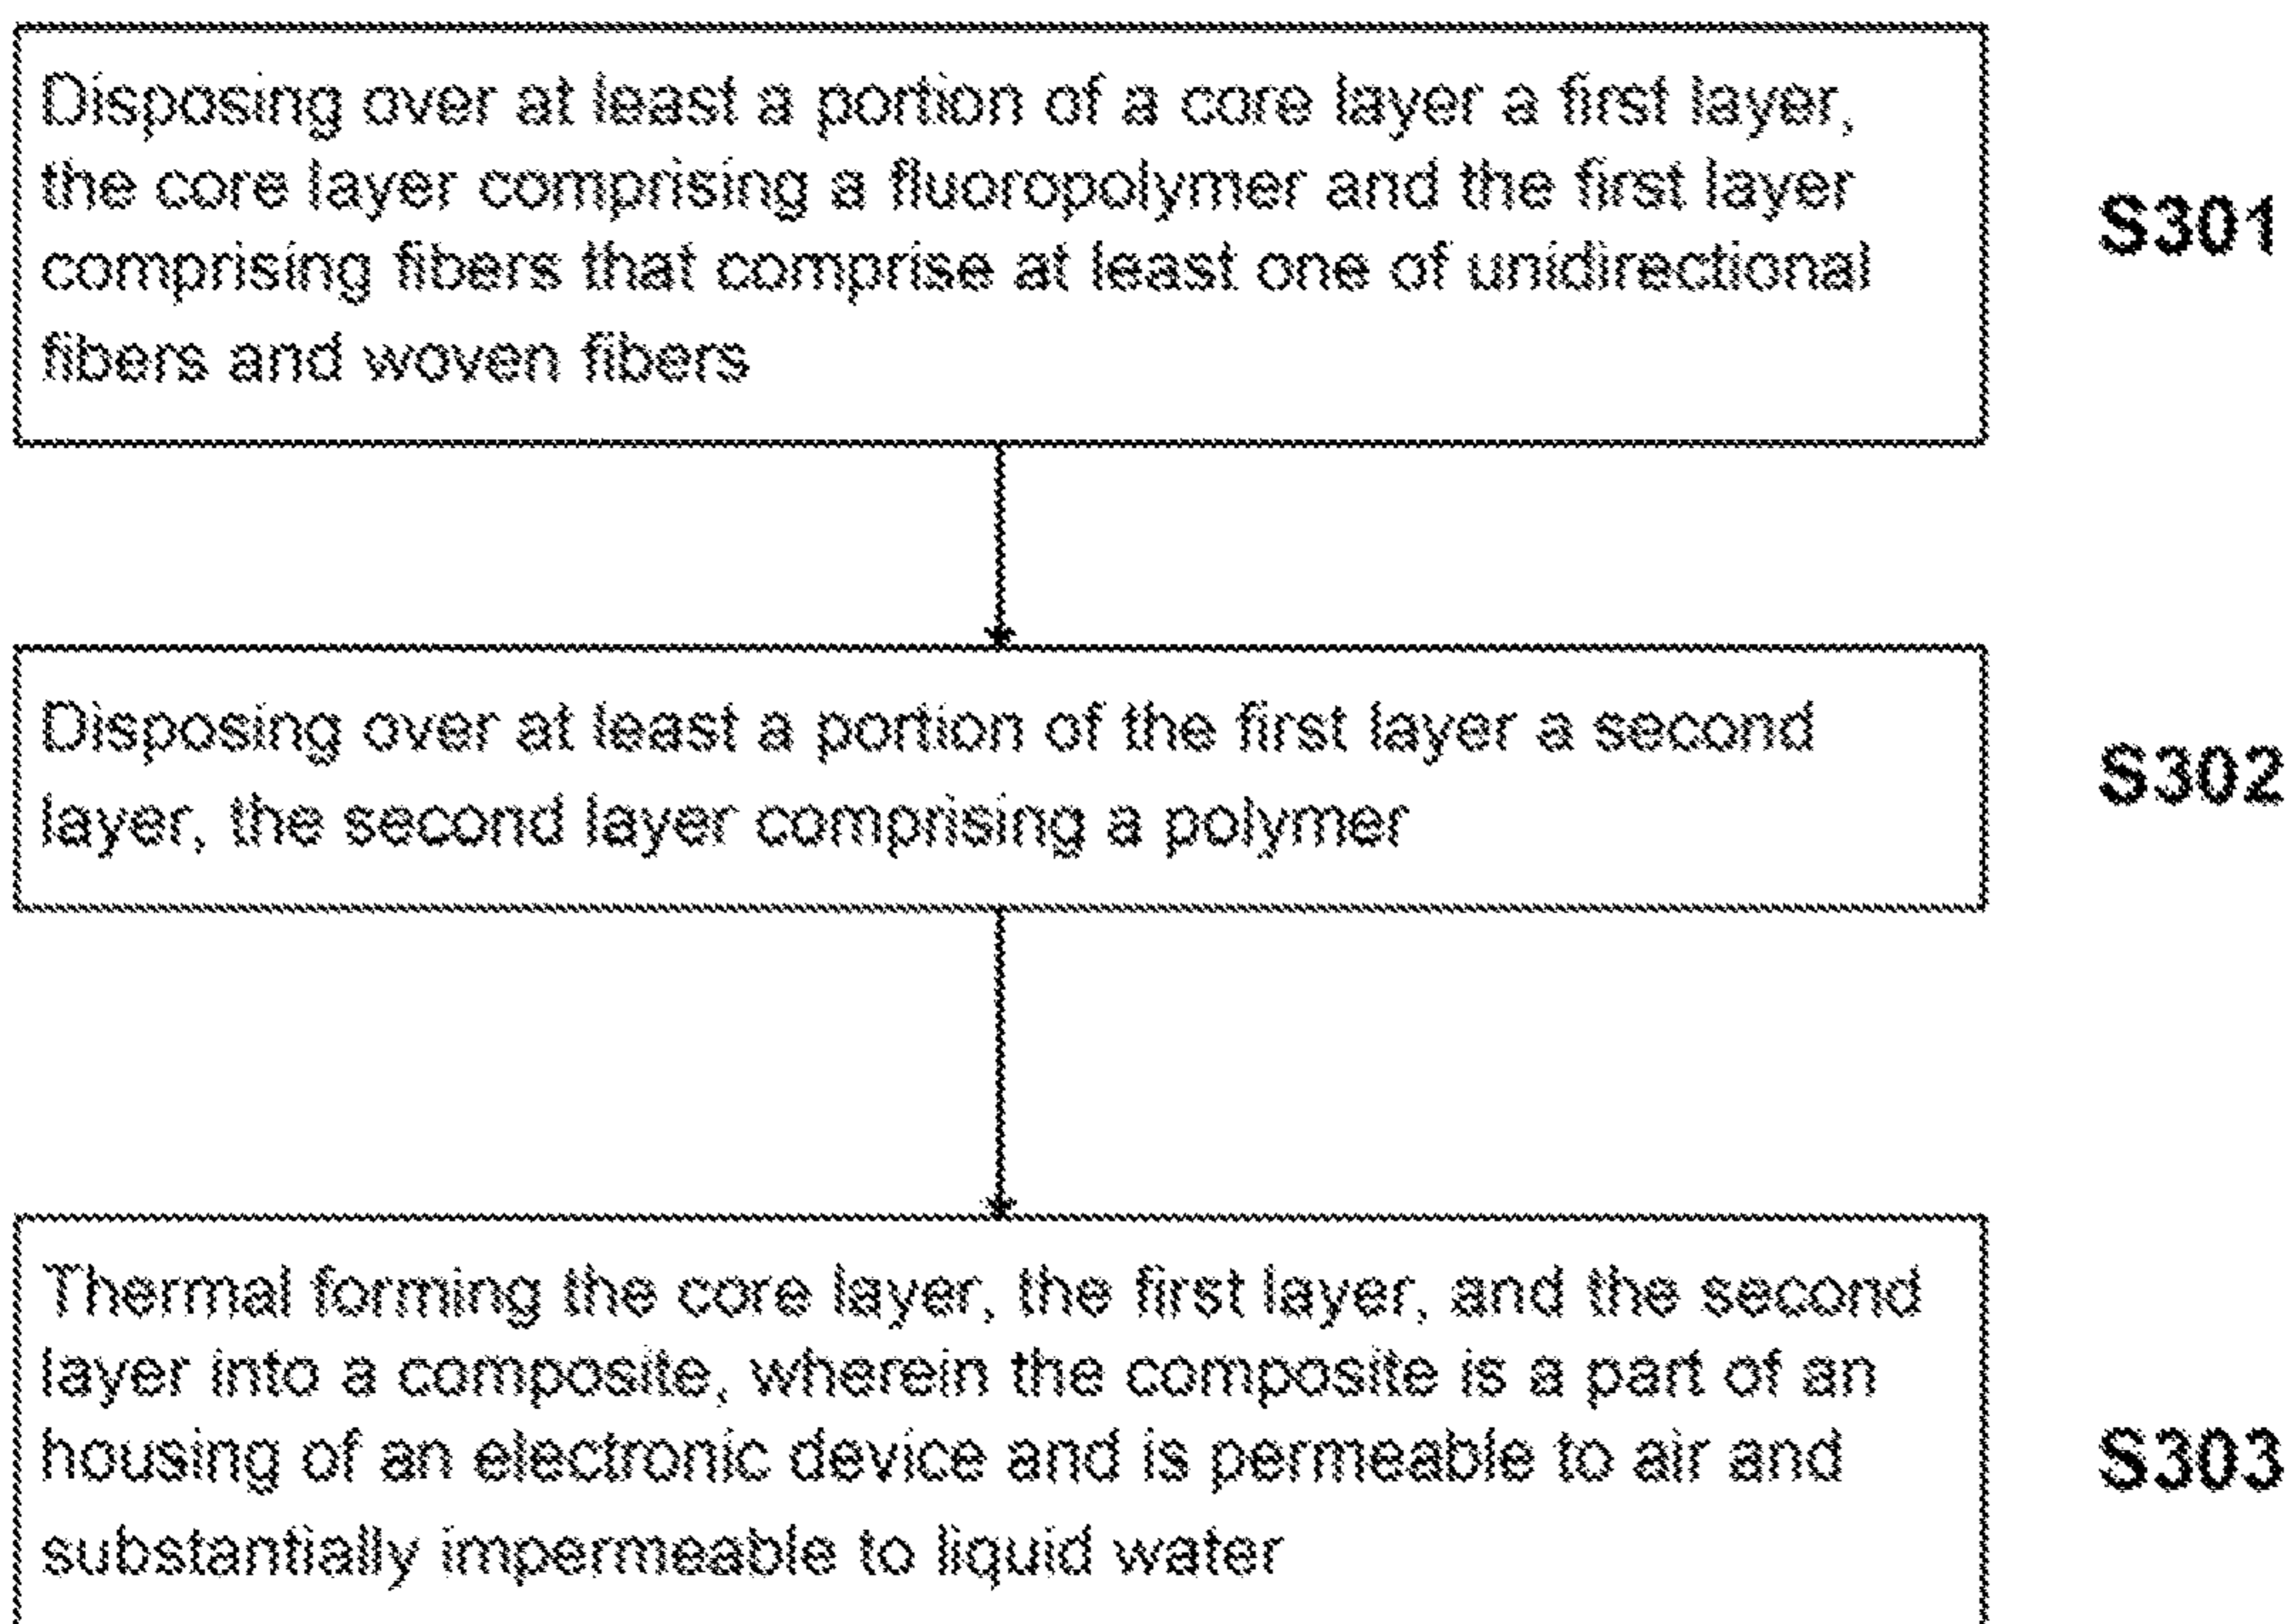 Disposing over at least a portion of a core layer a first layer,
the core layer comprising a fluoropolymer and the first layer
comprising fibers that comprise at least one of unidirectional
fibers and woven fibers
S301
Disposing over at least a portion of the first layer a second
layer, the second layer comprising a polymer
S302
Thermal forming the core layer, the first layer, and the second
layer into a composite, wherein the composite is a part of an
housing of an electronic device and is permeable to air and
substantially impermeable to liquid water
S303